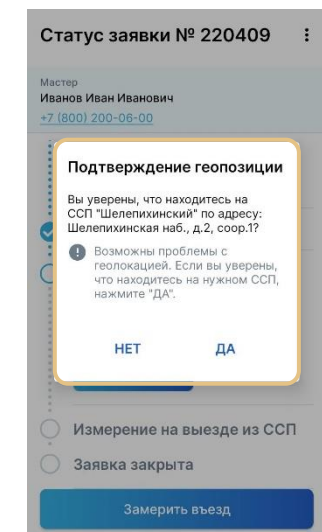 Статус заявки № 220409
Мастер
Иванов Иван Иванович
+7 (800) 200-06-00
Подтверждение геопозиции
Вы уверены, что находитесь на
ССП "Шелепихинский" по адресу:
Шелепихинская наб., д.2, соор.1?
Возможны проблемы с
геолокацией. Если вы уверены,
что находитесь на нужном ССП,
нажмите "ДА".
НЕТ ДА
Измерение на выезде из ССП
Заявка закрыта
Замерить въезд